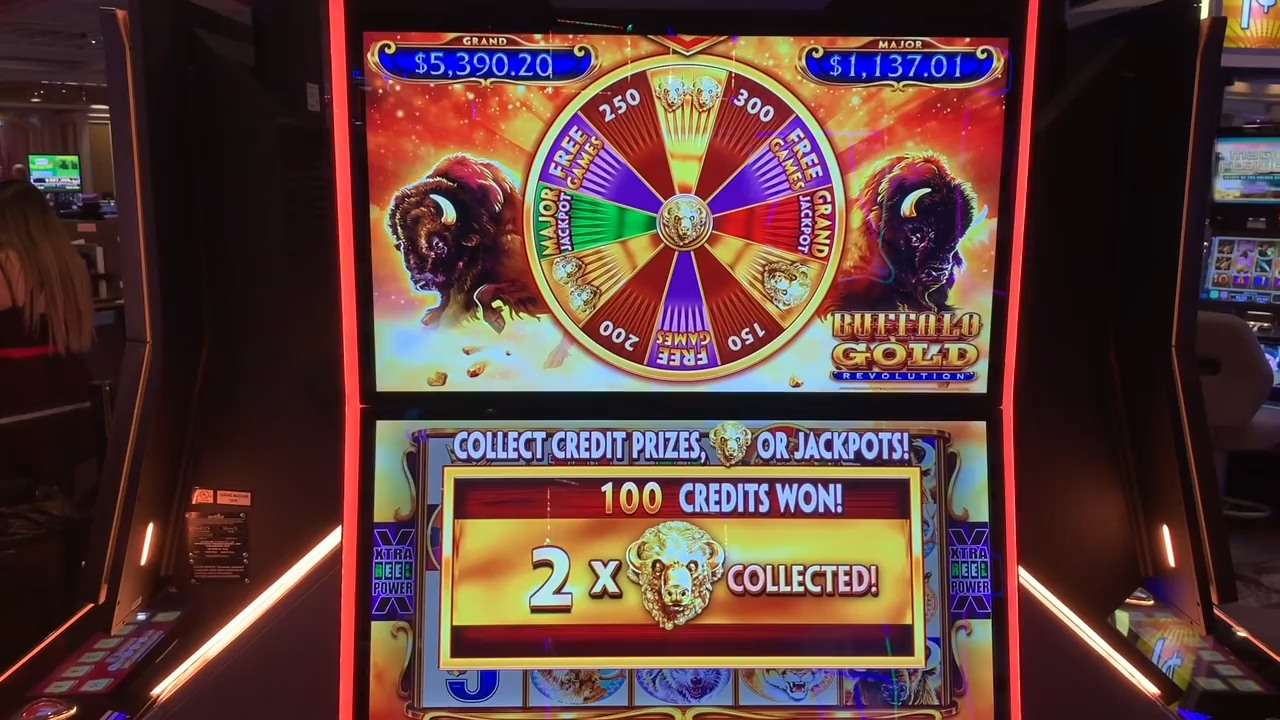 GRAND
$5,390.20
MAJOR
$1,137.01
250
300
FREE GAMES
FREE GAMES
MAJOR JACKPOT
GRAND JACKPOT
200
150
FREE GAMES
BUFFALO
GOLD
REVOLUTION
COLLECT CREDIT PRIZES, OR JACKPOTS!
100 CREDITS WON!
2 X COLLECTED!
XTRA
REEL
POWER
XTRA
REEL
POWER
J
1¢
1¢